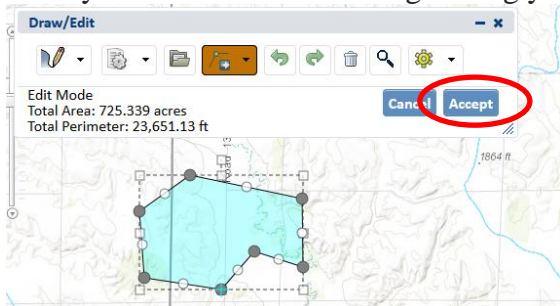 Draw/Edit
Edit Mode
Total Area: 725.339 acres
Total Perimeter: 23,651.13 ft
Cancel Accept
1864 ft